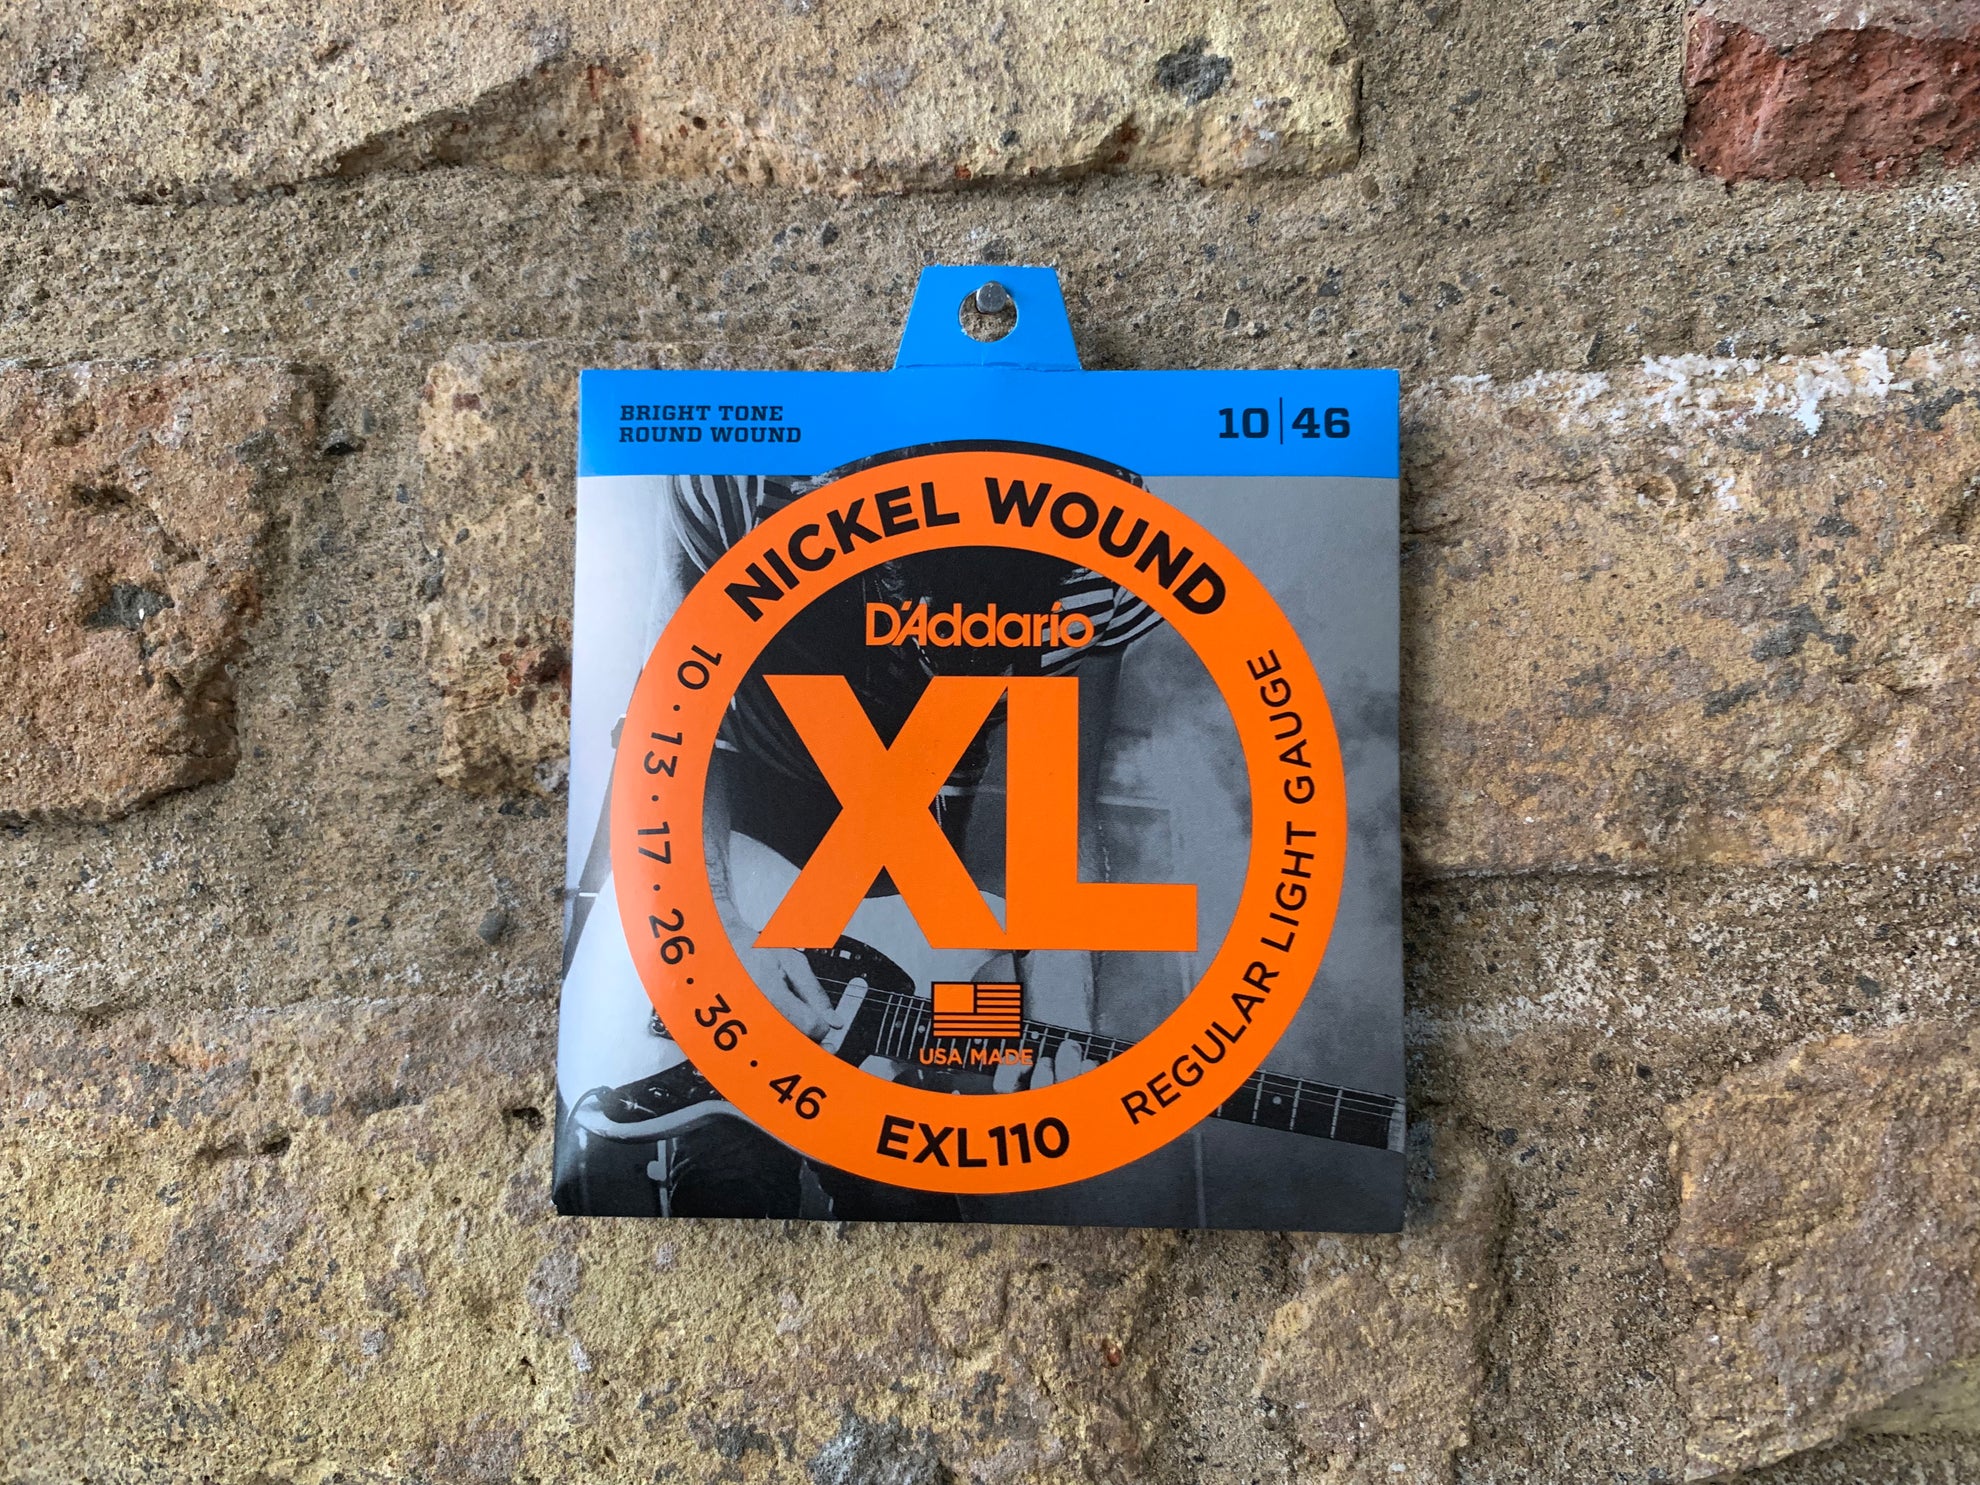 BRIGHT TONE
ROUND WOUND
10|46
NICKEL WOUND
D'Addario
XL
USA MADE
10 · 13 · 17 · 26 · 36 · 46
EXL110
REGULAR LIGHT GAUGE